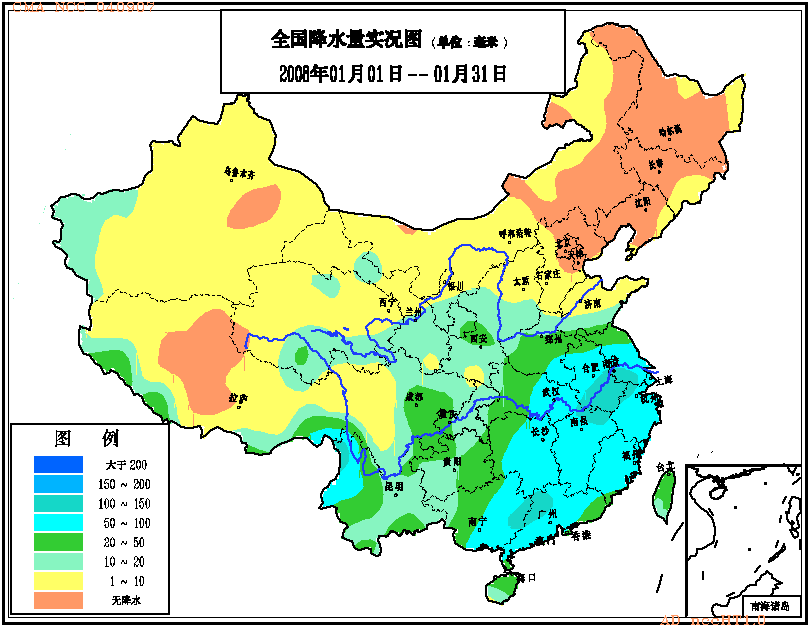 CMA NCC 040902
全国降水量实况图（单位：毫米）
2008年01月01日 -- 01月31日
哈尔滨
长春
乌鲁木齐
沈阳
呼和浩特
北京
天津
银川
太原
石家庄
西宁
济南
兰州
西安
郑州
合肥
南京
上海
拉萨
成都
武汉
杭州
重庆
南昌
长沙
贵阳
福州
台北
昆明
南宁
广州
澳门
香港
海口
图 例
大于 200
150 ~ 200
100 ~ 150
50 ~ 100
20 ~ 50
10 ~ 20
1 ~ 10
无降水
南海诸岛